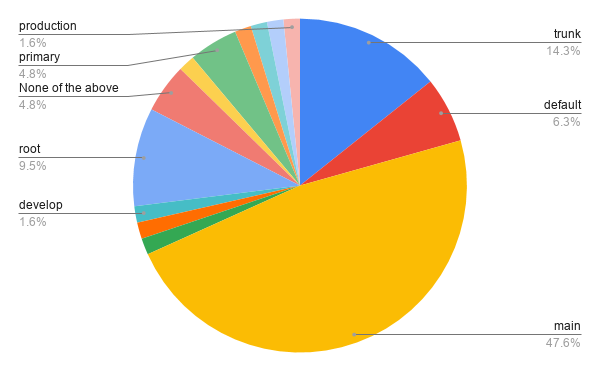 production
1.6%
primary
4.8%
None of the above
4.8%
root
9.5%
develop
1.6%
trunk
14.3%
default
6.3%
main
47.6%